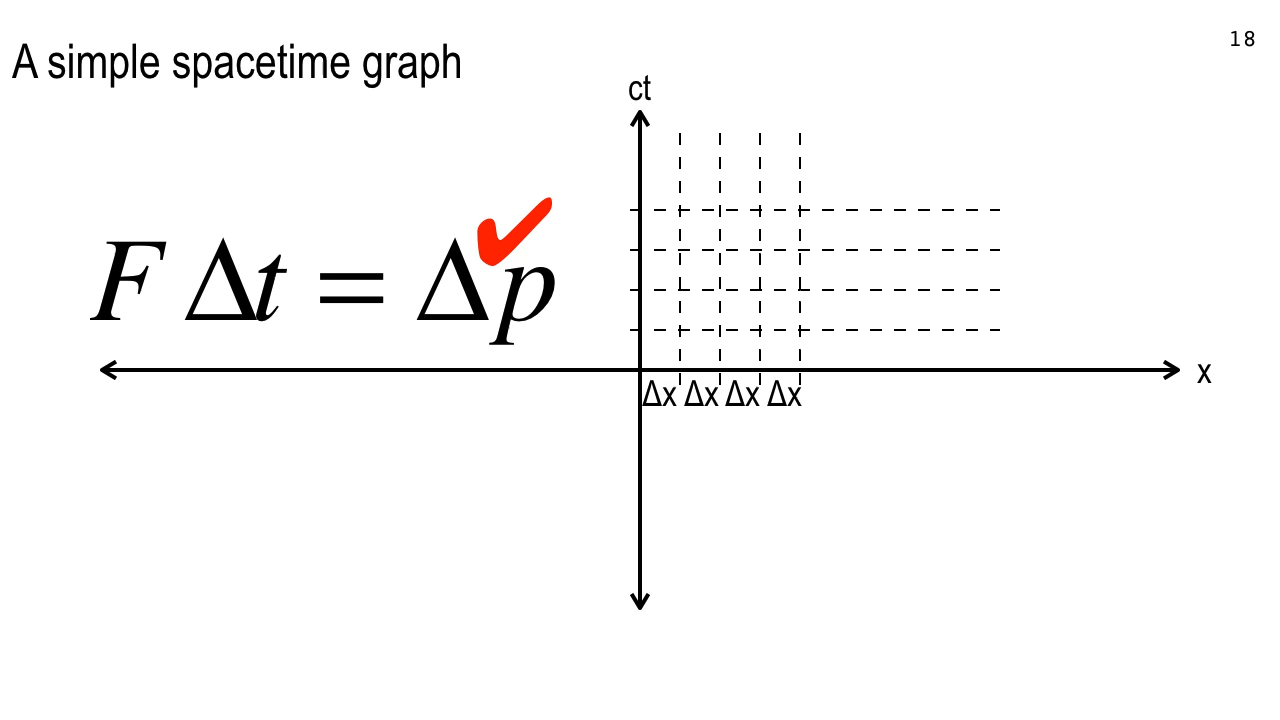 A simple spacetime graph
18
ct
F Δt = Δp
x
Δx Δx Δx Δx